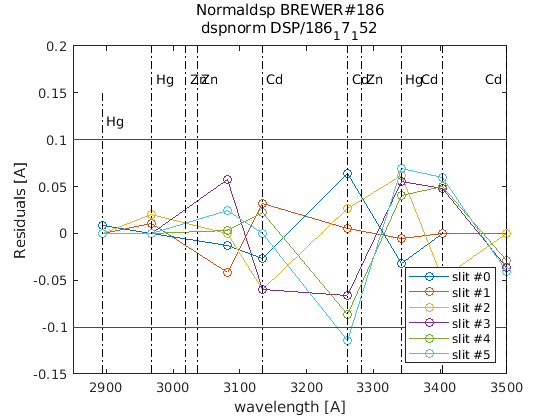 Normaldsp BREWER#186
dspnorm DSP/186₁7₁52
0.2
0.15
0.1
0.05
0
-0.05
-0.1
-0.15
Residuals [A]
Hg
Hg
Zn
Zn
Cd
Cd
Zn
Hg
Cd
Cd
slit #0
slit #1
slit #2
slit #3
slit #4
slit #5
2900 3000 3100 3200 3300 3400 3500
wavelength [A]